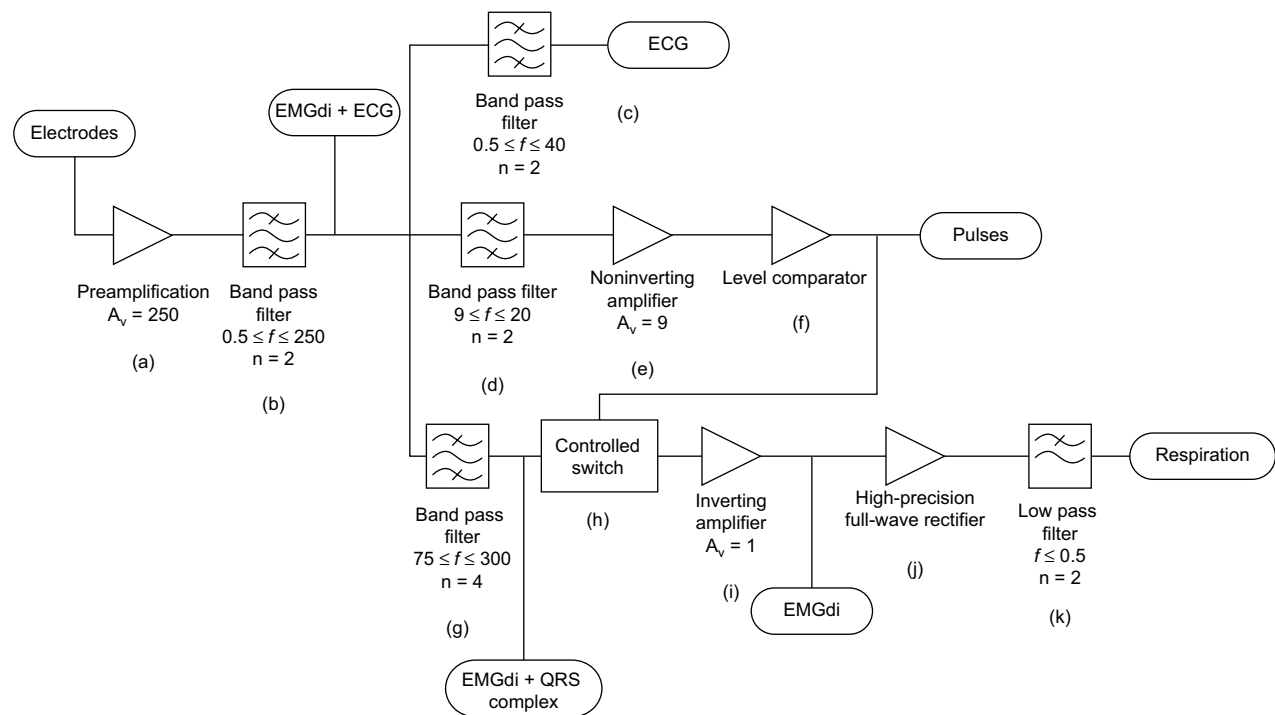 ECG
Band pass
filter
0.5 ≤ f ≤ 40
n = 2
(c)
EMGdi + ECG
Electrodes
Preamplification
Av = 250
(a)
Band pass
filter
0.5 ≤ f ≤ 250
n = 2
(b)
Band pass filter
9 ≤ f ≤ 20
n = 2
(d)
Noninverting
amplifier
Av = 9
(e)
Level comparator
(f)
Pulses
Band pass
filter
75 ≤ f ≤ 300
n = 4
(g)
EMGdi + QRS
complex
Controlled
switch
(h)
Inverting
amplifier
Av = 1
(i)
EMGdi
High-precision
full-wave rectifier
(j)
Low pass
filter
f ≤ 0.5
n = 2
(k)
Respiration